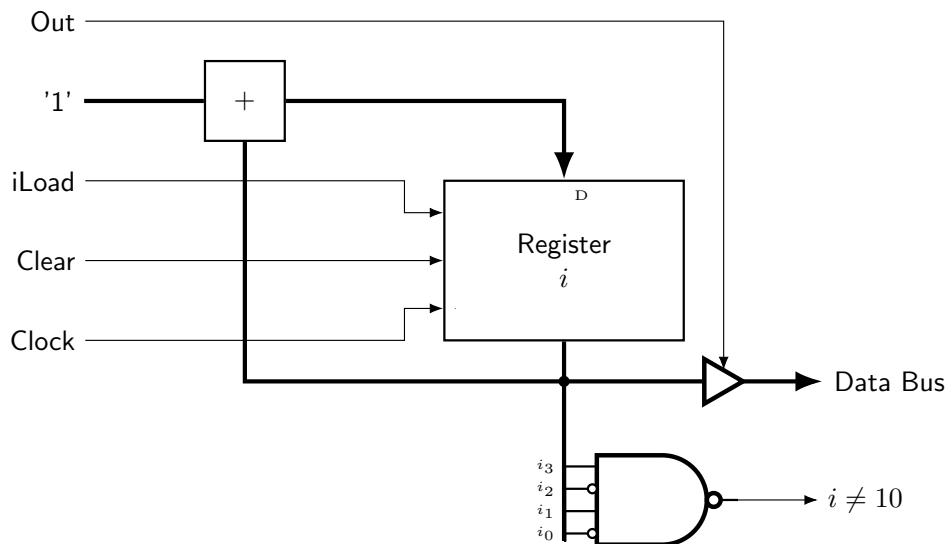 Out
'1'
+
iLoad
D
Register
i
Clear
Clock
Data Bus
i₃
i₂
i₁
i₀
i ≠ 10